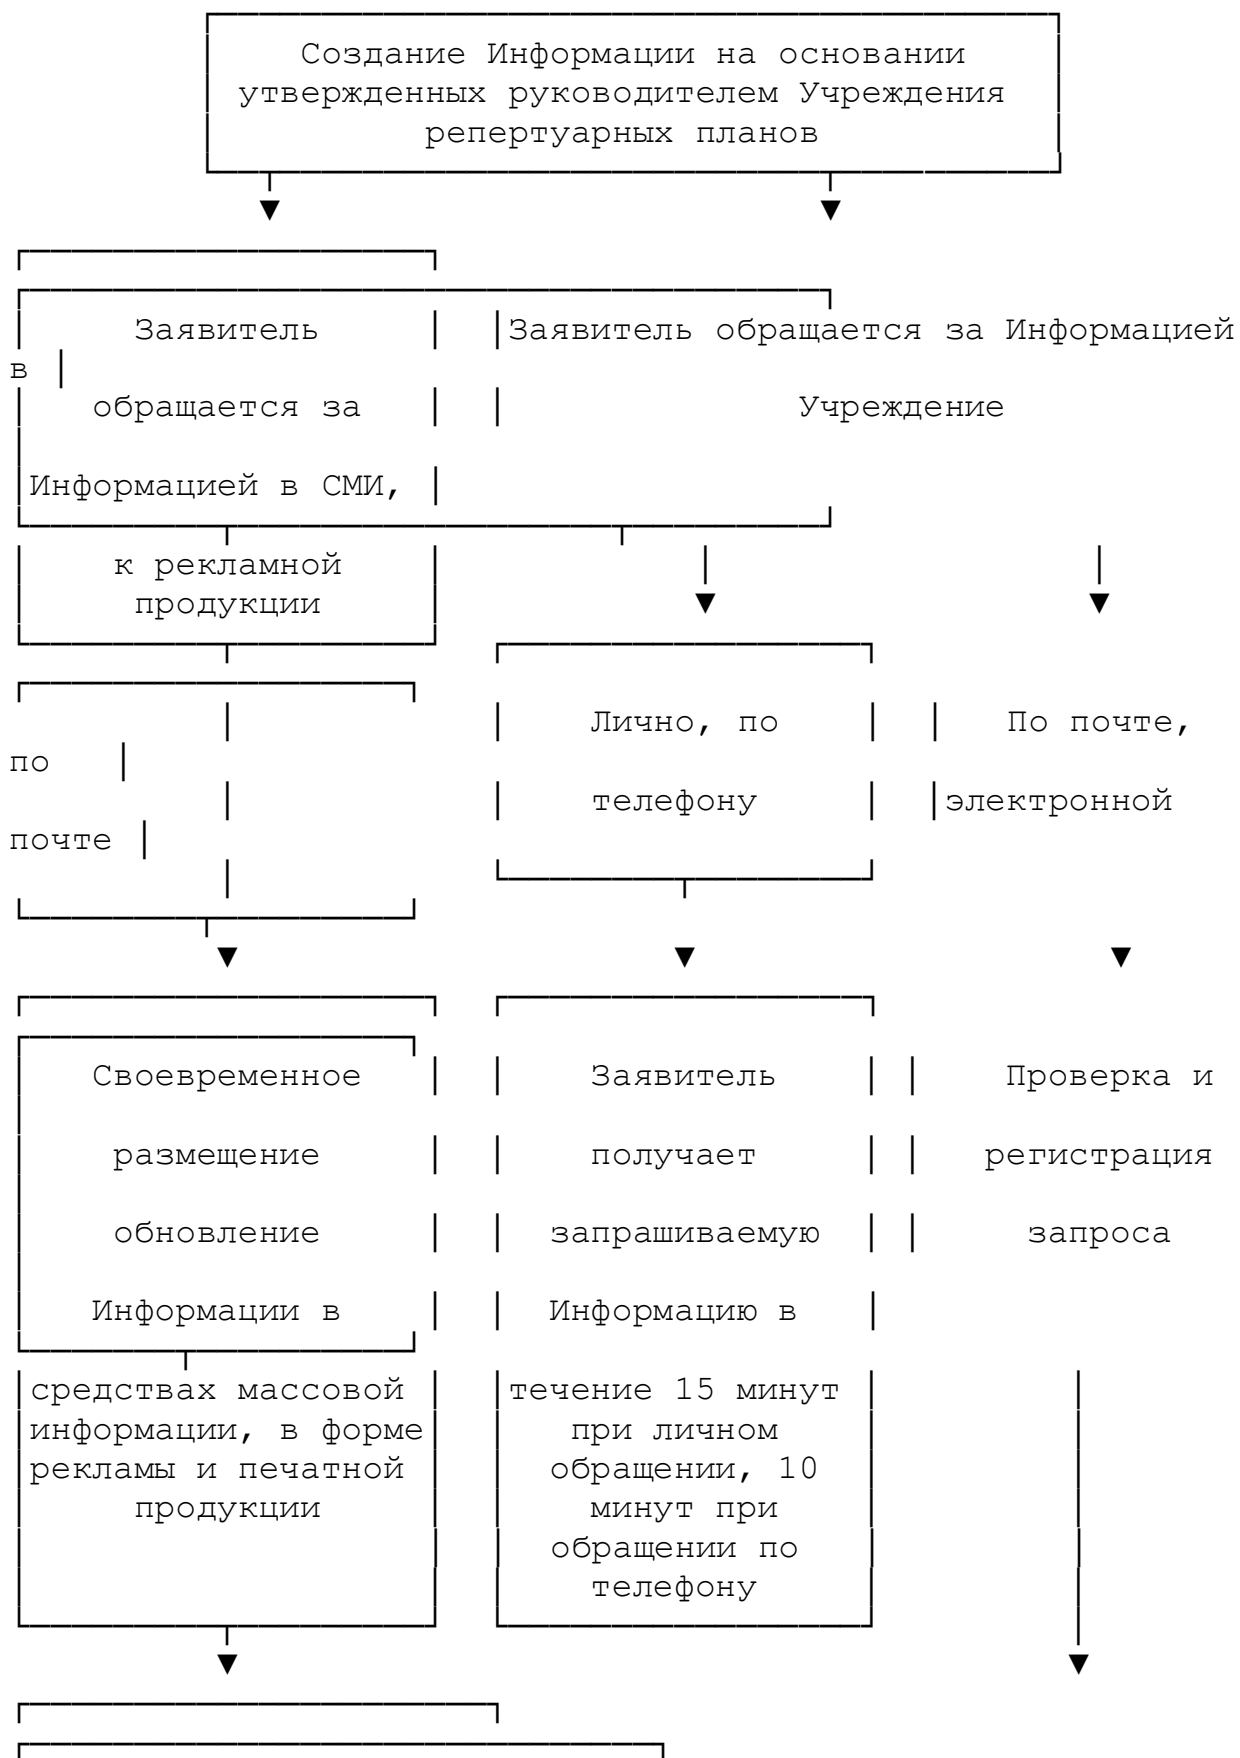 Создание Информации на основании
утвержденных руководителем Учреждения
репертуарных планов
Заявитель Заявитель обращается за Информацией
в
обращается за Учреждение
Информацией в СМИ,
к рекламной
продукции
Лично, по По почте,
по
телефону электронной
почте
Своевременное Заявитель Проверка и
размещение получает регистрация
обновление запрашиваемую запроса
Информации в Информацию в
средствах массовой течение 15 минут
информации, в форме при личном
рекламы и печатной обращении, 10
продукции минут при
обращении по
телефону